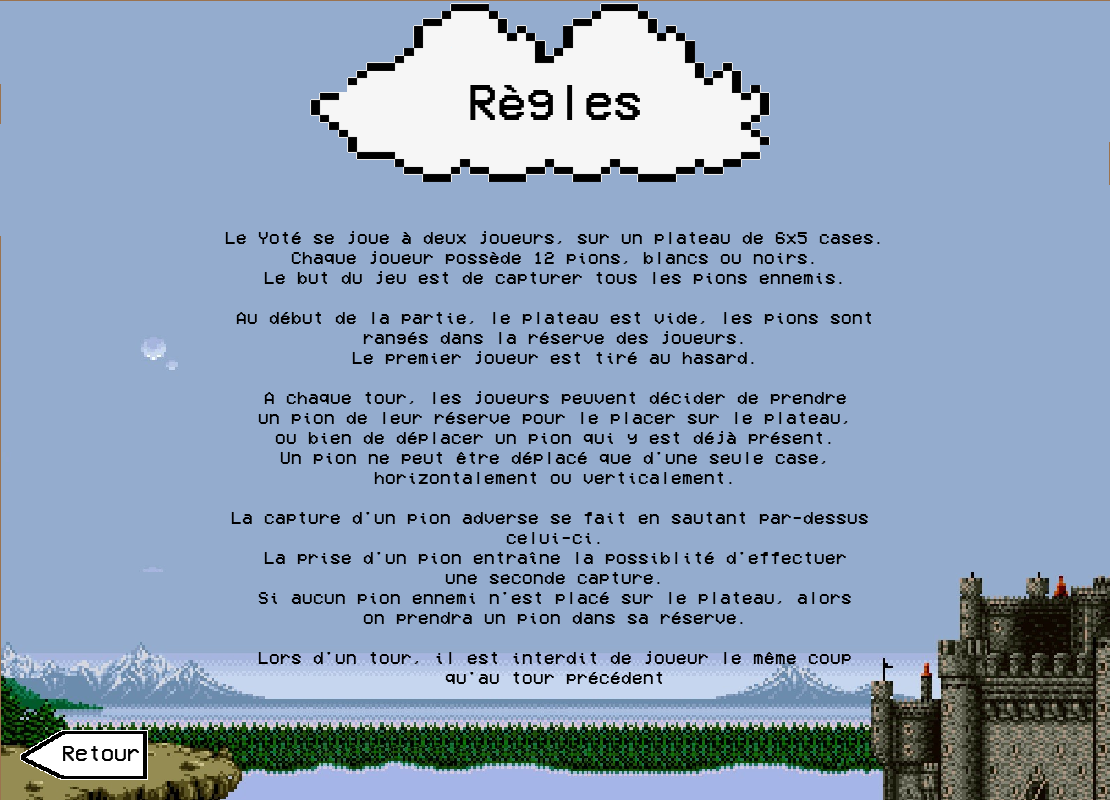 Règles
Le Yoté se joue à deux joueurs, sur un plateau de 6x5 cases.
Chaque joueur possède 12 pions, blancs ou noirs.
Le but du jeu est de capturer tous les pions ennemis.
Au début de la partie, le plateau est vide, les pions sont
rangés dans la réserve des joueurs.
Le premier joueur est tiré au hasard.
A chaque tour, les joueurs peuvent décider de prendre
un pion de leur réserve pour le placer sur le plateau,
ou bien de déplacer un pion qui y est déjà présent.
Un pion ne peut être déplacé que d'une seule case,
horizontalement ou verticalement.
La capture d'un pion adverse se fait en sautant par-dessus
celui-ci.
La prise d'un pion entraîne la possiblité d'effectuer
une seconde capture.
Si aucun pion ennemi n'est placé sur le plateau, alors
on prendra un pion dans sa réserve.
Lors d'un tour, il est interdit de joueur le même coup
qu'au tour précédent
Retour